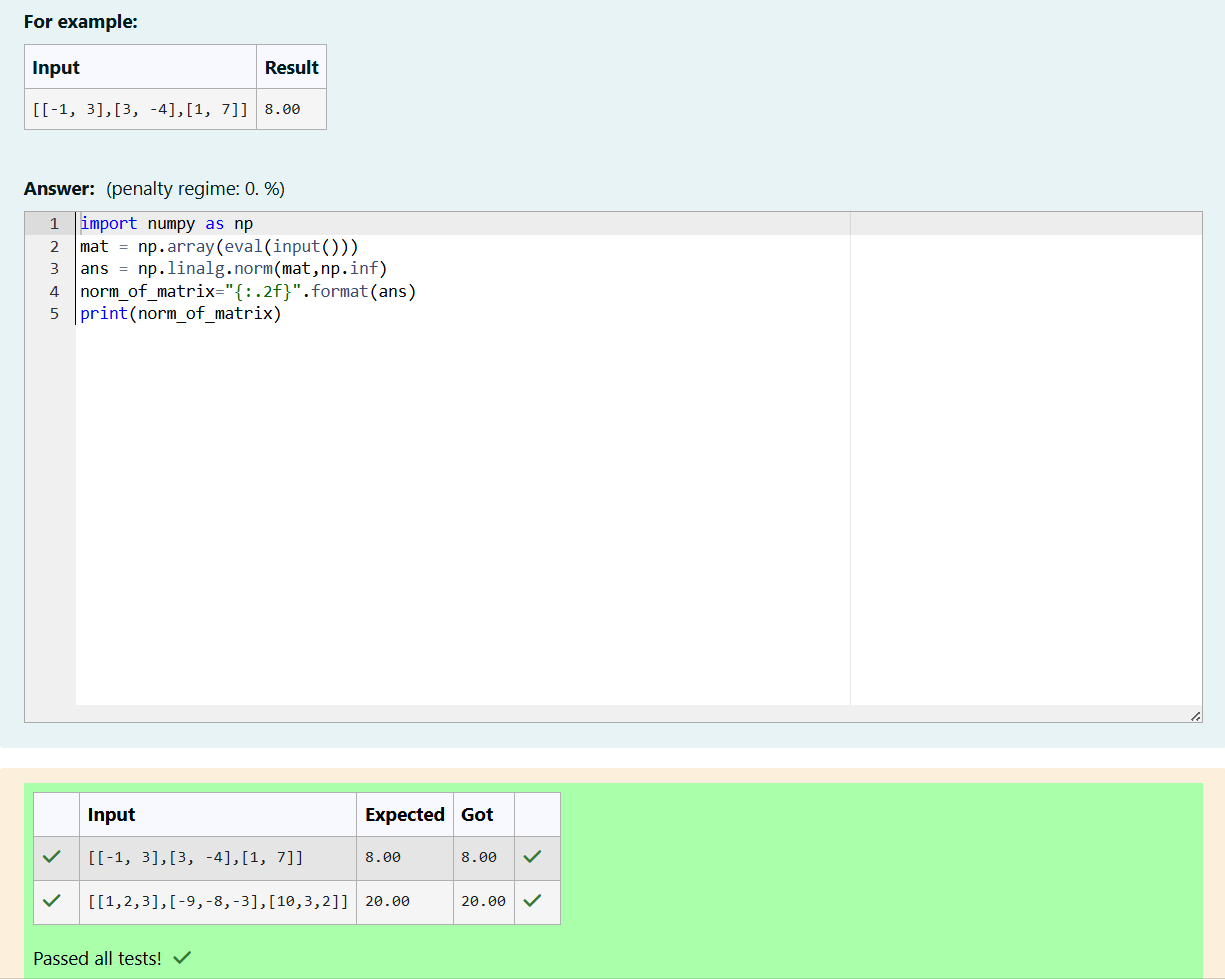 For example:
Input Result
[[-1, 3],[3, -4],[1, 7]] 8.00
Answer: (penalty regime: 0. %)
1 import numpy as np
2 mat = np.array(eval(input()))
3 ans = np.linalg.norm(mat,np.inf)
4 norm_of_matrix="{:.2f}".format(ans)
5 print(norm_of_matrix)
Input Expected Got
[[-1, 3],[3, -4],[1, 7]] 8.00 8.00
[[1,2,3],[-9,-8,-3],[10,3,2]] 20.00 20.00
Passed all tests!